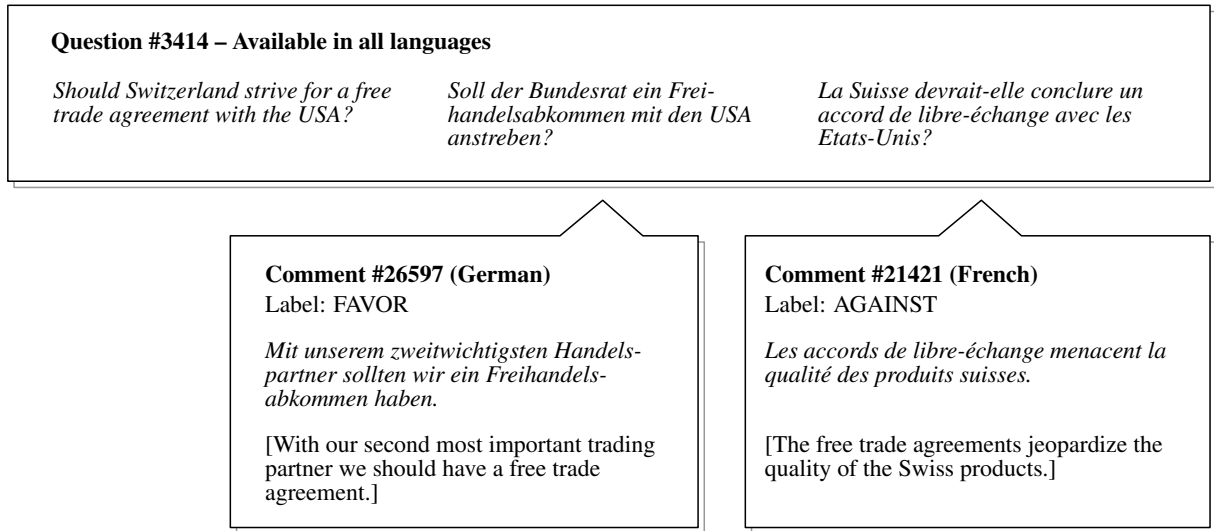 Question #3414 – Available in all languages
Should Switzerland strive for a free
trade agreement with the USA?
Soll der Bundesrat ein Frei-
handelsabkommen mit den USA
anstreben?
La Suisse devrait-elle conclure un
accord de libre-échange avec les
Etats-Unis?
Comment #26597 (German)
Label: FAVOR
Mit unserem zweitwichtigsten Handels-
partner sollten wir ein Freihandels-
abkommen haben.
[With our second most important trading
partner we should have a free trade
agreement.]
Comment #21421 (French)
Label: AGAINST
Les accords de libre-échange menacent la
qualité des produits suisses.
[The free trade agreements jeopardize the
quality of the Swiss products.]